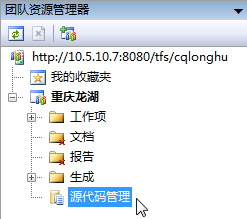 团队资源管理器
http://10.5.10.7:8080/tfs/cqlonghu
我的收藏夹
重庆龙湖
工作项
文档
报告
生成
源代码管理